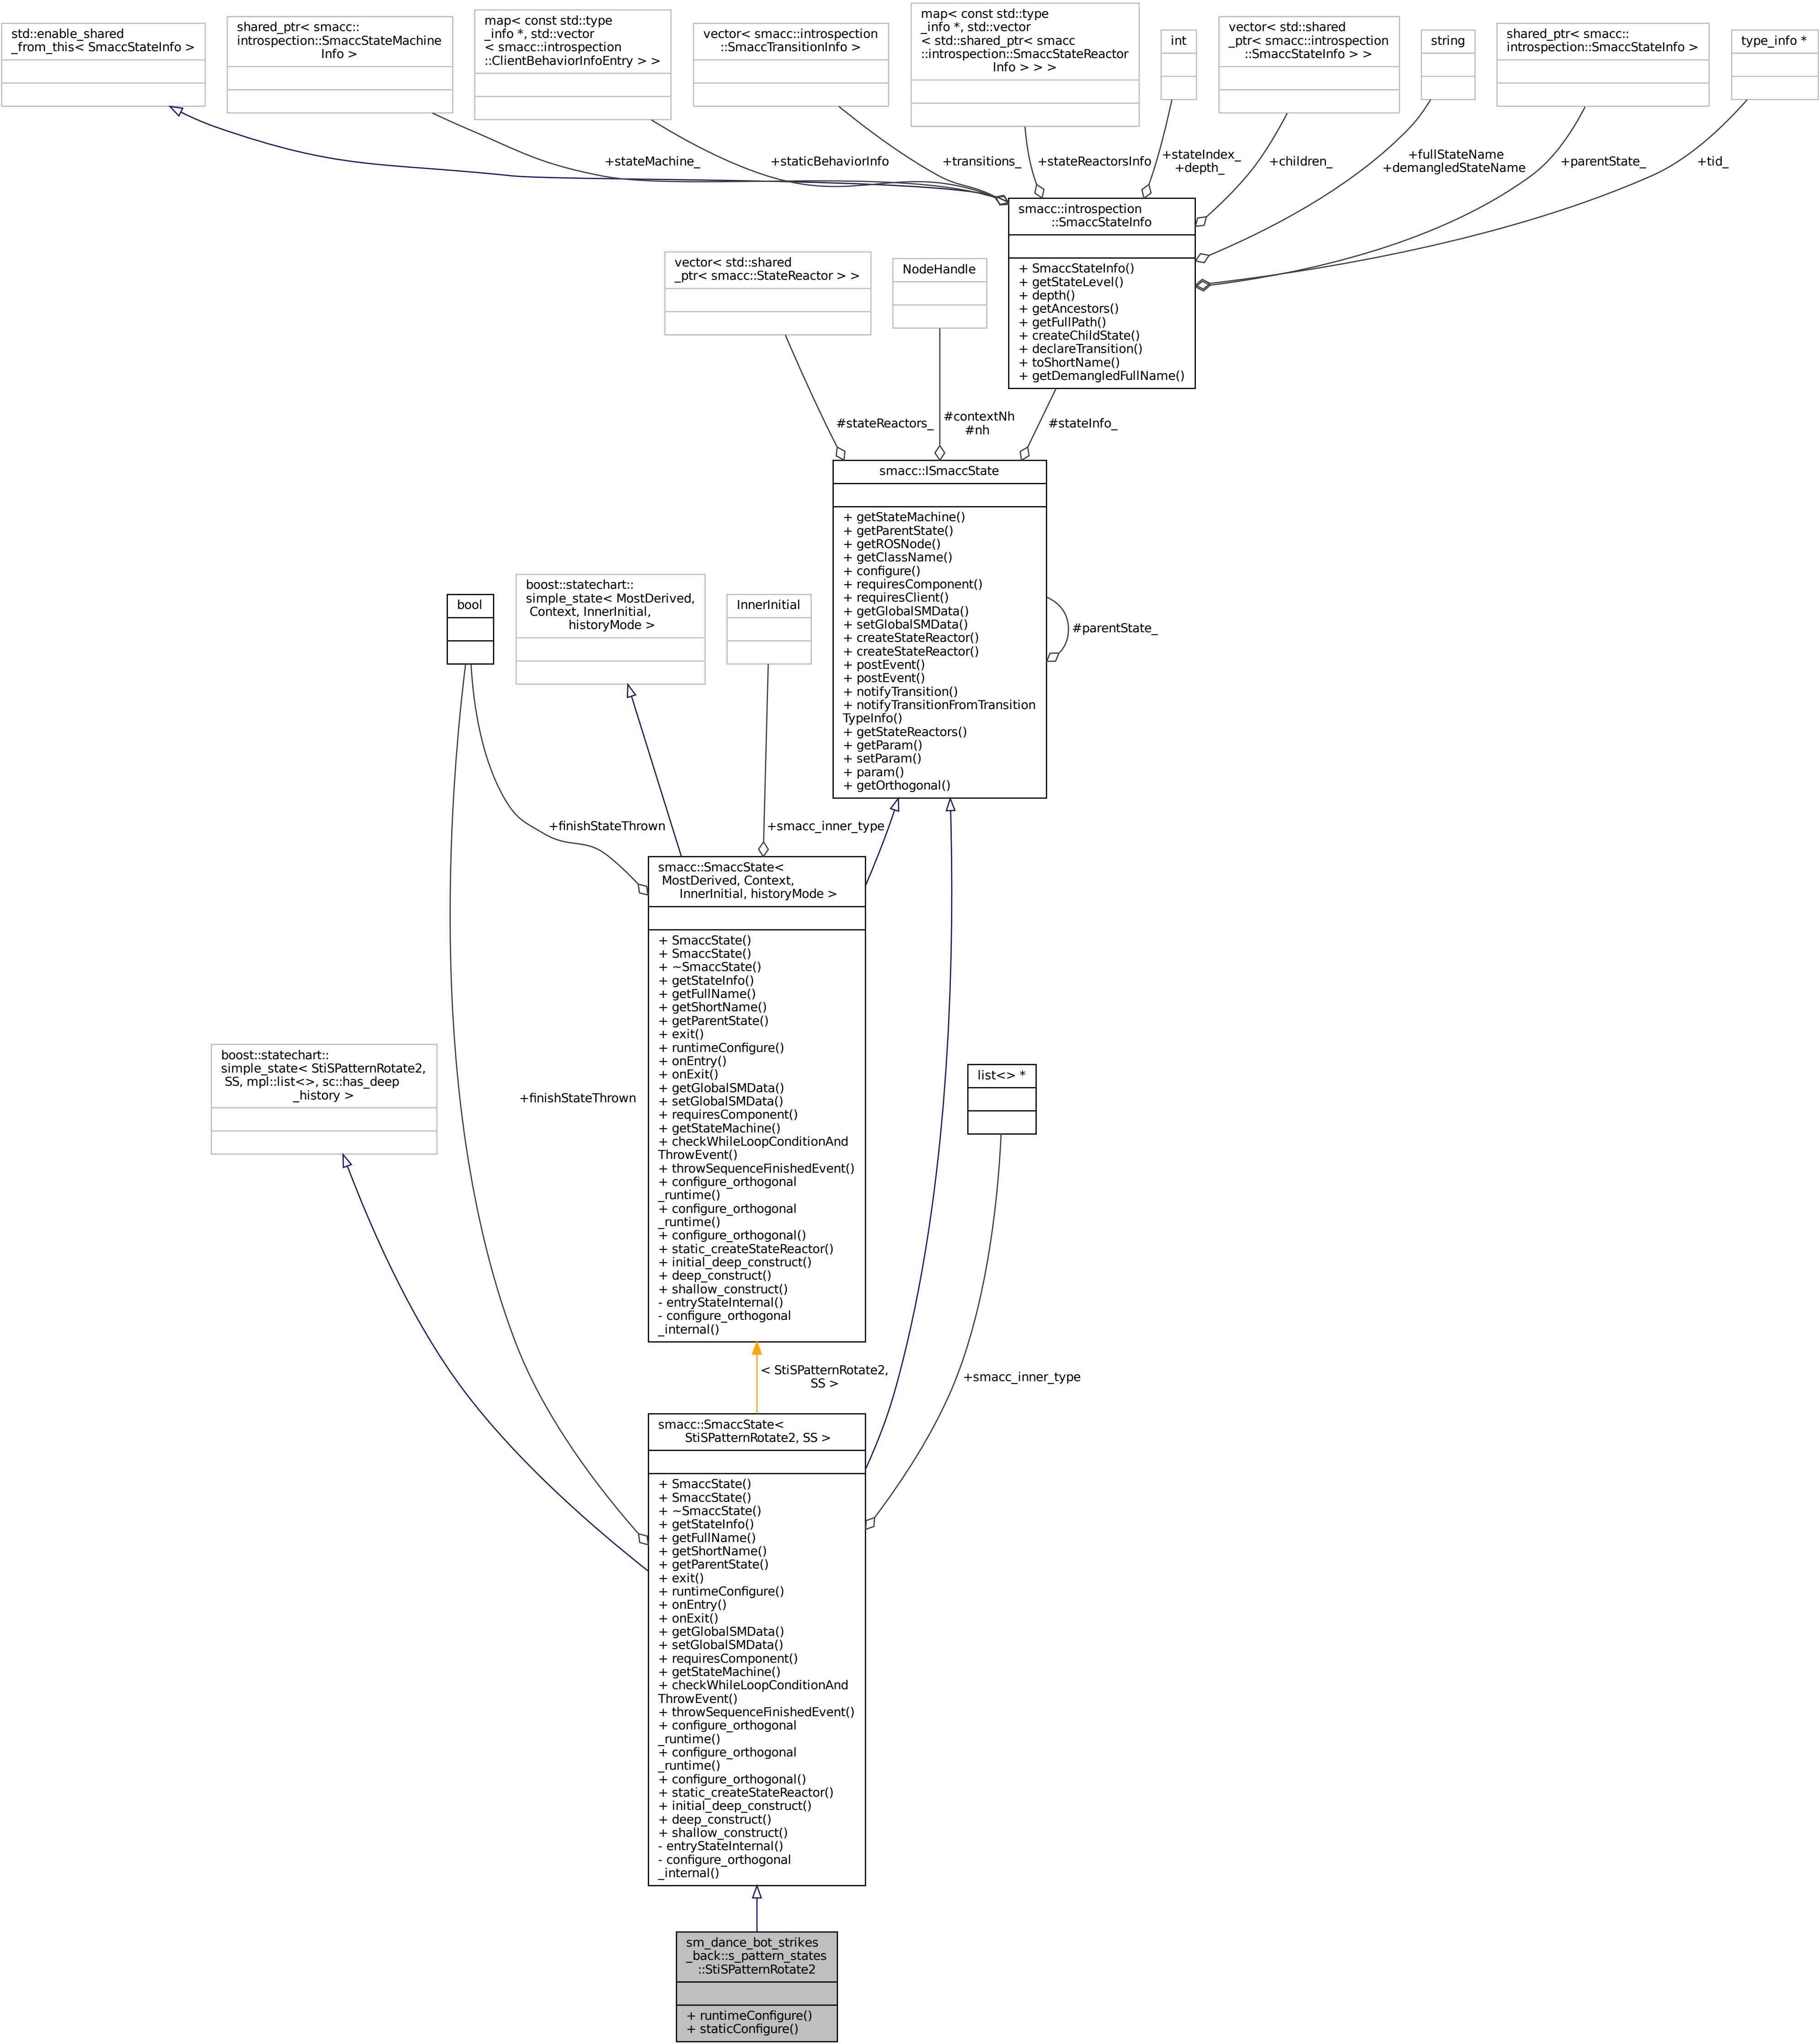 std::enable_shared
_from_this< SmaccStateInfo >
shared_ptr< smacc::
introspection::SmaccStateMachine
Info >
map< const std::type
_info *, std::vector
< smacc::introspection
::ClientBehaviorInfoEntry > >
vector< smacc::introspection
::SmaccTransitionInfo >
map< const std::type
_info *, std::vector
< std::shared_ptr< smacc
::introspection::SmaccStateReactor
Info > > >
int
vector< std::shared
_ptr< smacc::introspection
::SmaccStateInfo > >
string
shared_ptr< smacc::
introspection::SmaccStateInfo >
type_info *
+stateMachine_
+staticBehaviorInfo
+transitions_
+stateReactorsInfo
+stateIndex_
+depth_
+children_
+fullStateName
+demangledStateName
+parentState_
+tid_
smacc::introspection
::SmaccStateInfo
+ SmaccStateInfo()
+ getStateLevel()
+ depth()
+ getAncestors()
+ getFullPath()
+ createChildState()
+ declareTransition()
+ toShortName()
+ getDemangledFullName()
vector< std::shared
_ptr< smacc::StateReactor > >
NodeHandle
#stateReactors_
#contextNh
#nh
#stateInfo_
smacc::ISmaccState
+ getStateMachine()
+ getParentState()
+ getROSNode()
+ getClassName()
+ configure()
+ requiresComponent()
+ requiresClient()
+ getGlobalSMData()
+ setGlobalSMData()
+ createStateReactor()
+ createStateReactor()
+ postEvent()
+ postEvent()
+ notifyTransition()
+ notifyTransitionFromTransition
TypeInfo()
+ getStateReactors()
+ getParam()
+ setParam()
+ param()
+ getOrthogonal()
#parentState_
bool
boost::statechart::
simple_state< MostDerived,
Context, InnerInitial,
historyMode >
InnerInitial
+finishStateThrown
+smacc_inner_type
smacc::SmaccState<
MostDerived, Context,
InnerInitial, historyMode >
+ SmaccState()
+ SmaccState()
+ ~SmaccState()
+ getStateInfo()
+ getFullName()
+ getShortName()
+ getParentState()
+ exit()
+ runtimeConfigure()
+ onEntry()
+ onExit()
+ getGlobalSMData()
+ setGlobalSMData()
+ requiresComponent()
+ getStateMachine()
+ checkWhileLoopConditionAnd
ThrowEvent()
+ throwSequenceFinishedEvent()
+ configure_orthogonal
_runtime()
+ configure_orthogonal
_runtime()
+ configure_orthogonal()
+ static_createStateReactor()
+ initial_deep_construct()
+ deep_construct()
+ shallow_construct()
- entryStateInternal()
- configure_orthogonal
_internal()
boost::statechart::
simple_state< StiSPatternRotate2,
SS, mpl::list<>, sc::has_deep
_history >
+finishStateThrown
list<> *
< StiSPatternRotate2,
SS >
+smacc_inner_type
smacc::SmaccState<
StiSPatternRotate2, SS >
+ SmaccState()
+ SmaccState()
+ ~SmaccState()
+ getStateInfo()
+ getFullName()
+ getShortName()
+ getParentState()
+ exit()
+ runtimeConfigure()
+ onEntry()
+ onExit()
+ getGlobalSMData()
+ setGlobalSMData()
+ requiresComponent()
+ getStateMachine()
+ checkWhileLoopConditionAnd
ThrowEvent()
+ throwSequenceFinishedEvent()
+ configure_orthogonal
_runtime()
+ configure_orthogonal
_runtime()
+ configure_orthogonal()
+ static_createStateReactor()
+ initial_deep_construct()
+ deep_construct()
+ shallow_construct()
- entryStateInternal()
- configure_orthogonal
_internal()
sm_dance_bot_strikes
_back::s_pattern_states
::StiSPatternRotate2
+ runtimeConfigure()
+ staticConfigure()